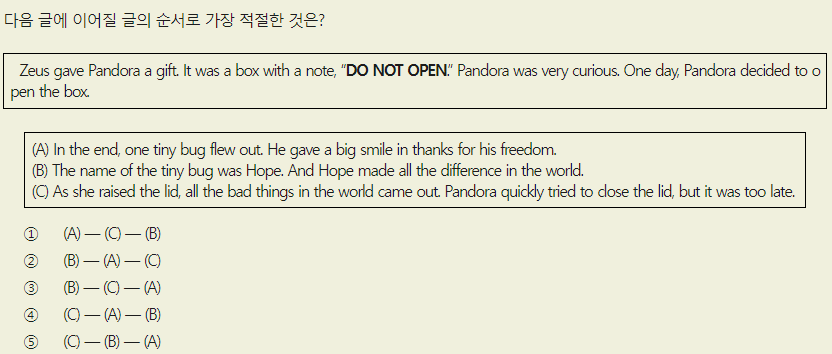 다음 글에 이어질 글의 순서로 가장 적절한 것은?
Zeus gave Pandora a gift. It was a box with a note, “DO NOT OPEN.” Pandora was very curious. One day, Pandora decided to o
pen the box.
(A) In the end, one tiny bug flew out. He gave a big smile in thanks for his freedom.
(B) The name of the tiny bug was Hope. And Hope made all the difference in the world.
(C) As she raised the lid, all the bad things in the world came out. Pandora quickly tried to close the lid, but it was too late.
① (A) — (C) — (B)
② (B) — (A) — (C)
③ (B) — (C) — (A)
④ (C) — (A) — (B)
⑤ (C) — (B) — (A)